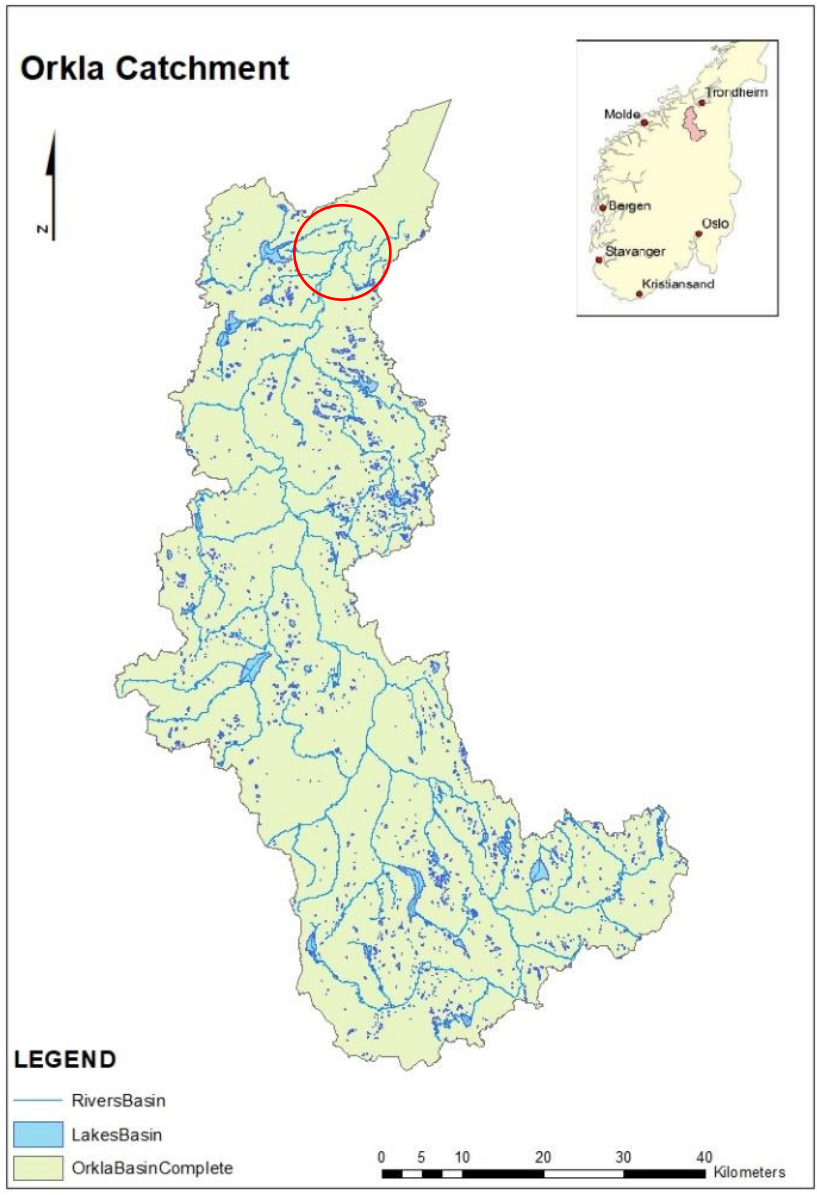 Orkla Catchment
Z
Trondheim
Molde
Bergen
Oslo
Stavanger
Kristiansand
LEGEND
RiversBasin
LakesBasin
OrklaBasinComplete
0 5 10 20 30 40
Kilometers